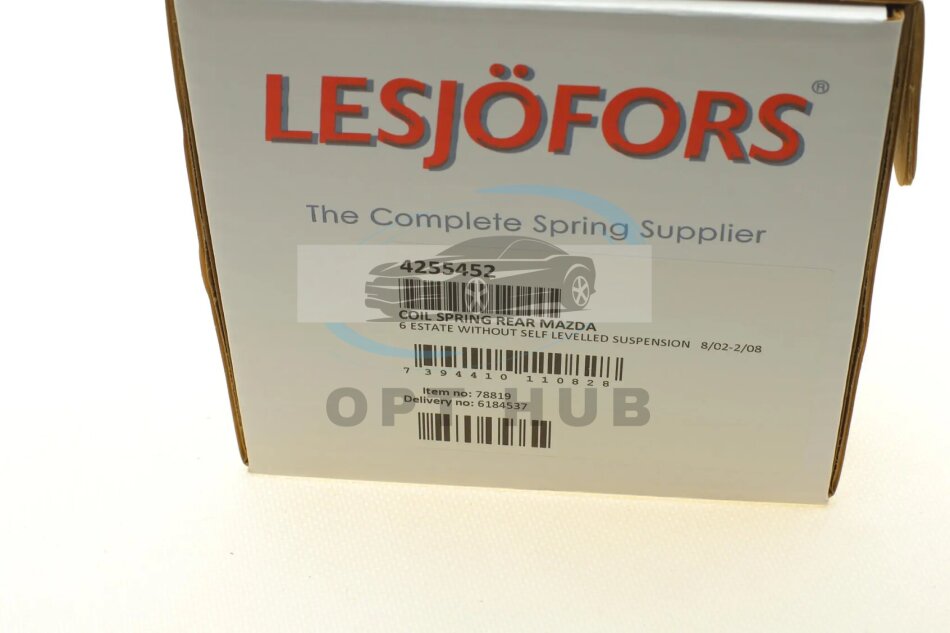 LESJÖFORS®
The Complete Spring Supplier
4255452
COIL SPRING REAR MAZDA
6 ESTATE WITHOUT SELF LEVELLED SUSPENSION 8/02-2/08
7 394410 110828
Item no: 78819
Delivery no: 6184537
OPT HUB